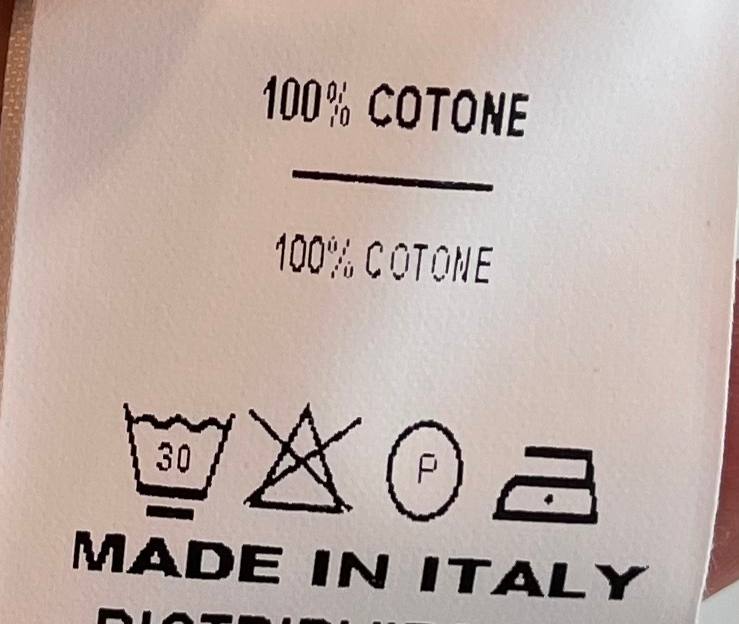 100% COTONE
100% COTONE
30
P
MADE IN ITALY